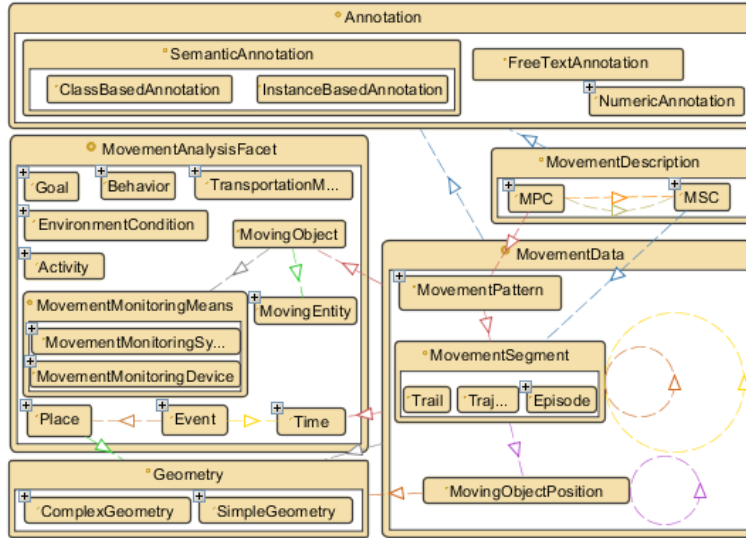 Annotation
SemanticAnnotation
ClassBasedAnnotation
InstanceBasedAnnotation
FreeTextAnnotation
NumericAnnotation
MovementAnalysisFacet
Goal
Behavior
TransportationM...
EnvironmentCondition
MovingObject
Activity
MovementMonitoringMeans
MovementMonitoringSy...
MovementMonitoringDevice
MovingEntity
Place
Event
Time
MovementDescription
MPC
MSC
MovementData
MovementPattern
MovementSegment
Trail
Traj...
Episode
MovingObjectPosition
Geometry
ComplexGeometry
SimpleGeometry